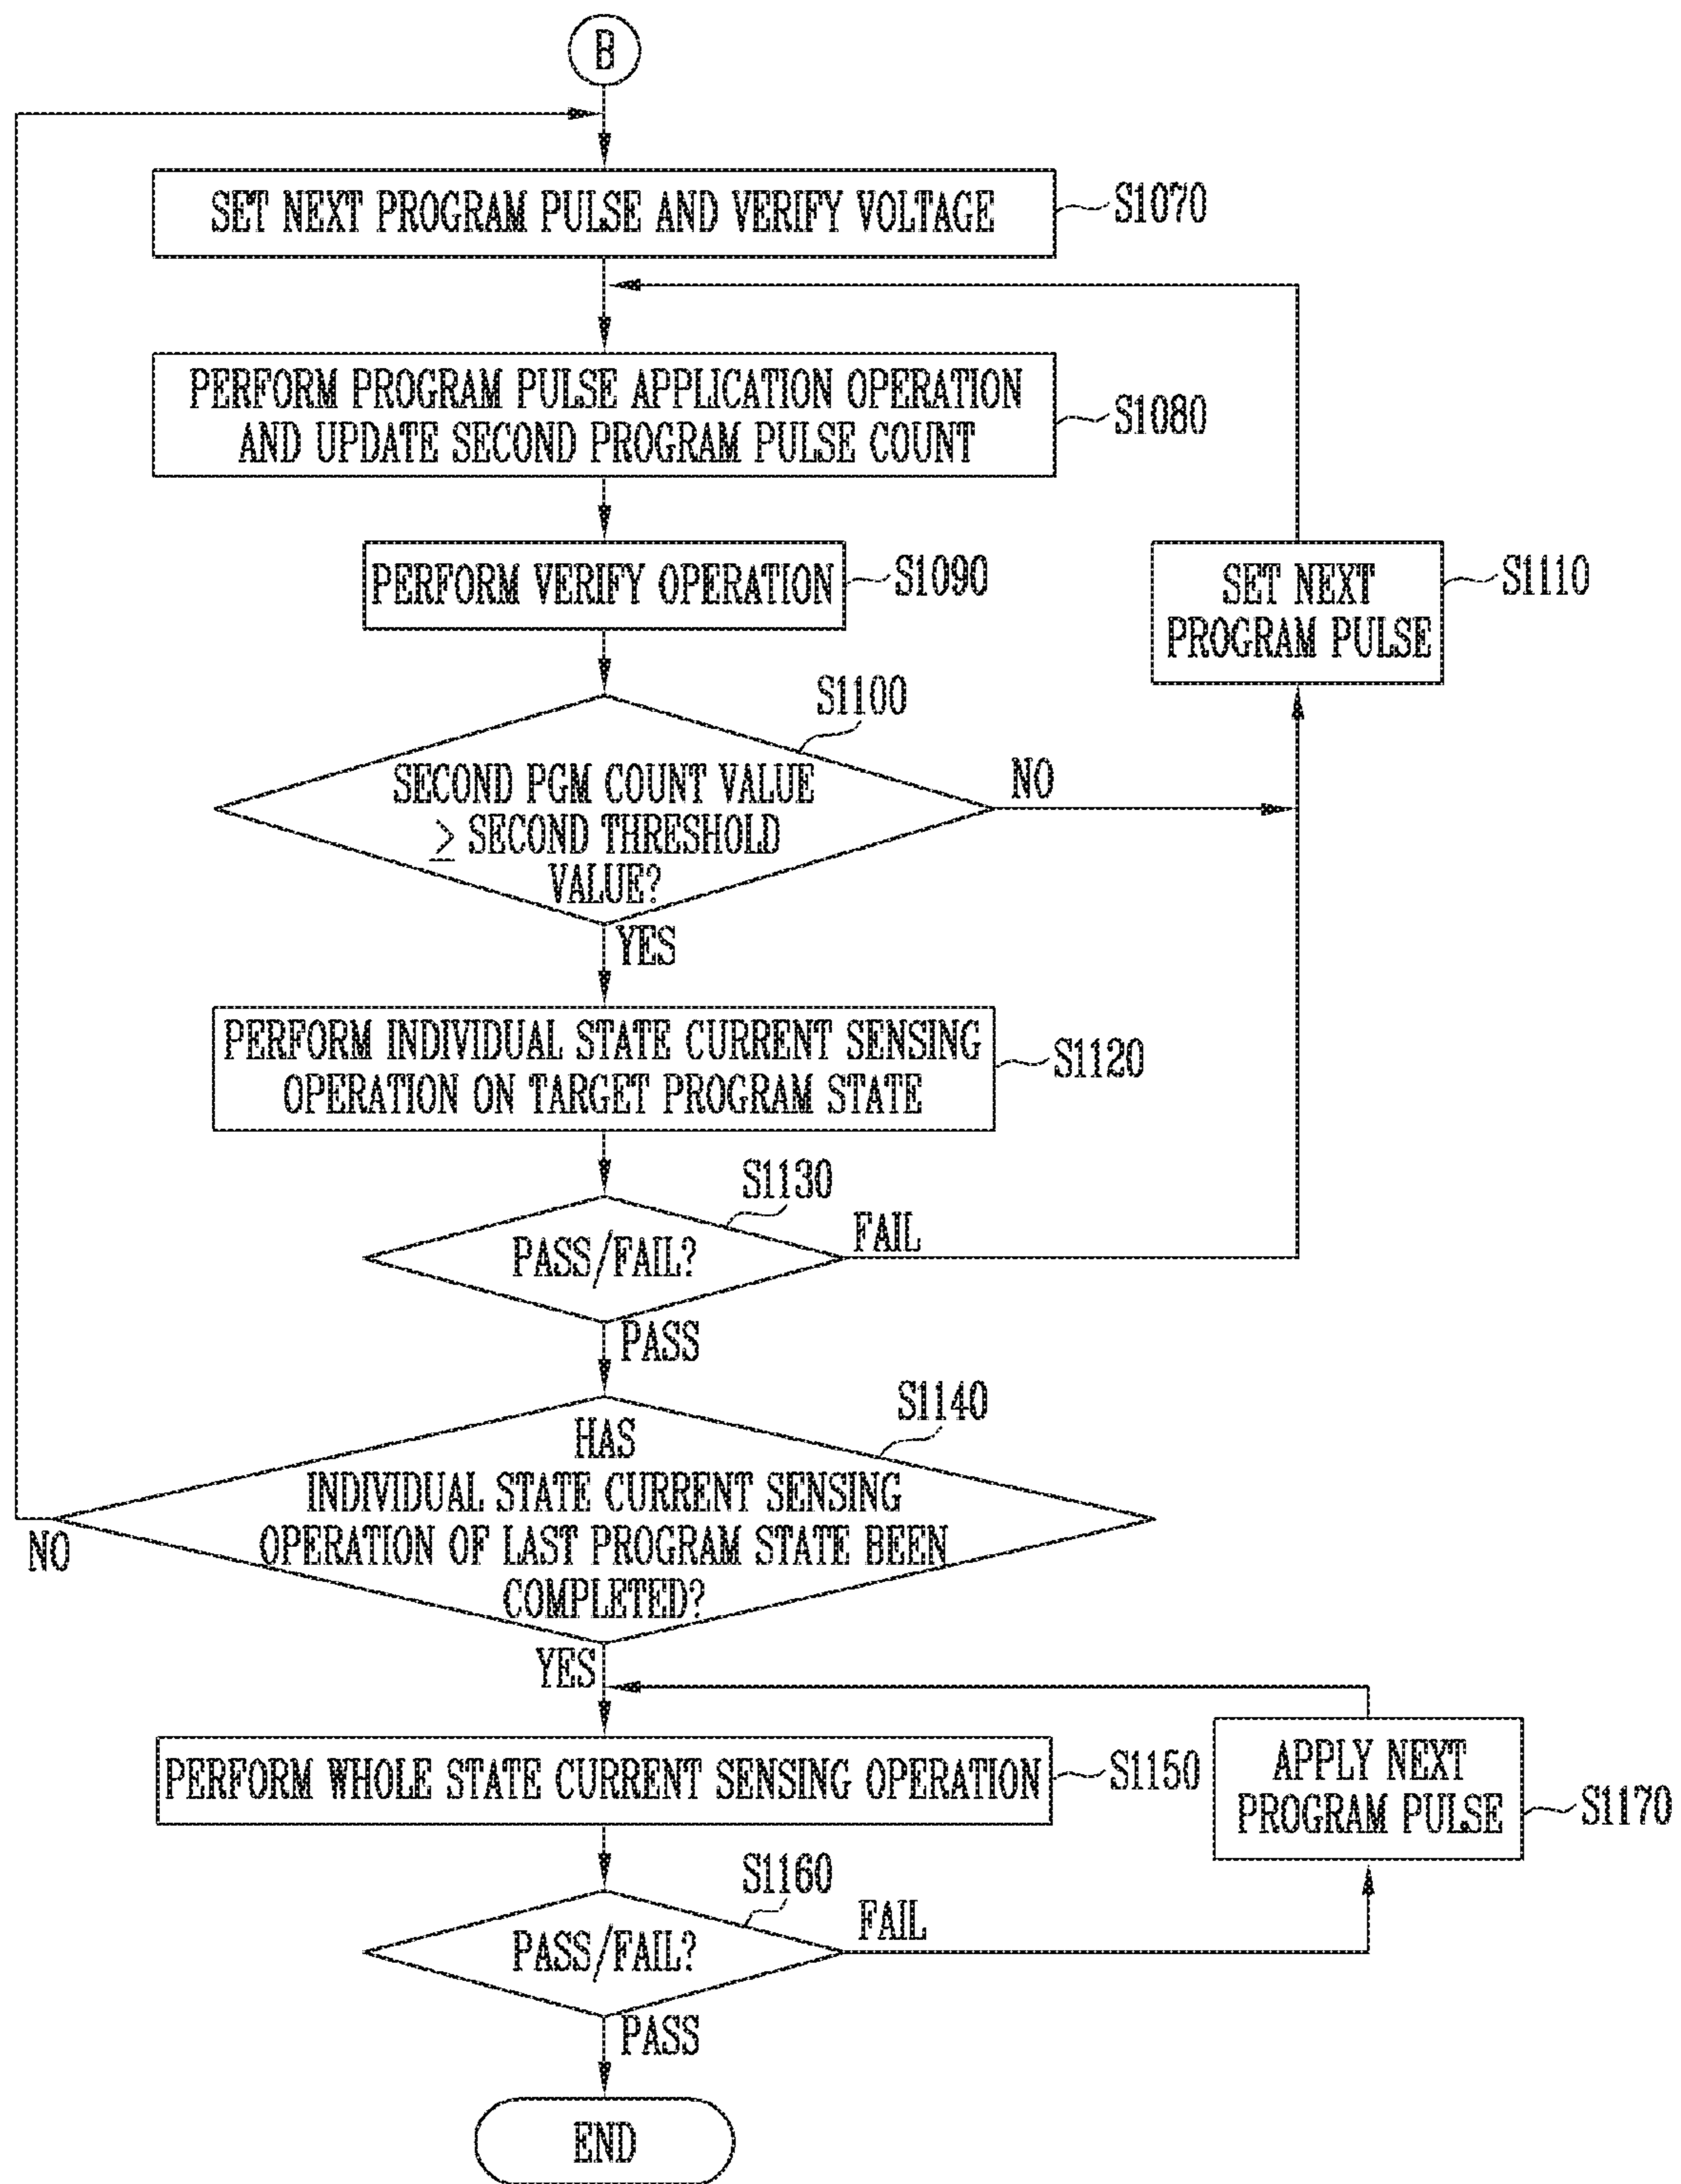 B
SET NEXT PROGRAM PULSE AND VERIFY VOLTAGE
S1070
PERFORM PROGRAM PULSE APPLICATION OPERATION
AND UPDATE SECOND PROGRAM PULSE COUNT
S1080
PERFORM VERIFY OPERATION
S1090
SET NEXT
PROGRAM PULSE
S1110
S1100
SECOND PGM COUNT VALUE
≥ SECOND THRESHOLD
VALUE?
NO
YES
PERFORM INDIVIDUAL STATE CURRENT SENSING
OPERATION ON TARGET PROGRAM STATE
S1120
S1130
PASS/FAIL?
FAIL
PASS
S1140
HAS
INDIVIDUAL STATE CURRENT SENSING
OPERATION OF LAST PROGRAM STATE BEEN
COMPLETED?
NO
YES
PERFORM WHOLE STATE CURRENT SENSING OPERATION
S1150
APPLY NEXT
PROGRAM PULSE
S1170
S1160
PASS/FAIL?
FAIL
PASS
END